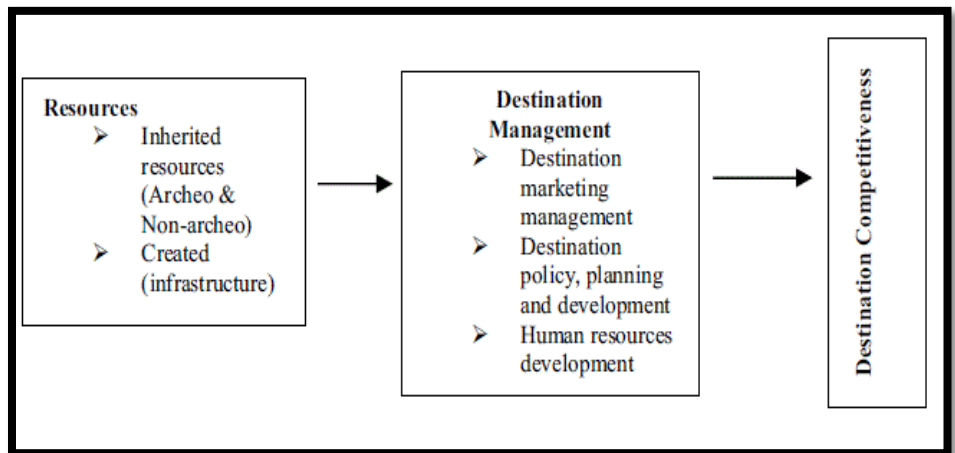 Resources
➢ Inherited
resources
(Archeo &
Non-archeo)
➢ Created
(infrastructure)
Destination
Management
➢ Destination
marketing
management
➢ Destination
policy, planning
and development
➢ Human resources
development
Destination Competitiveness